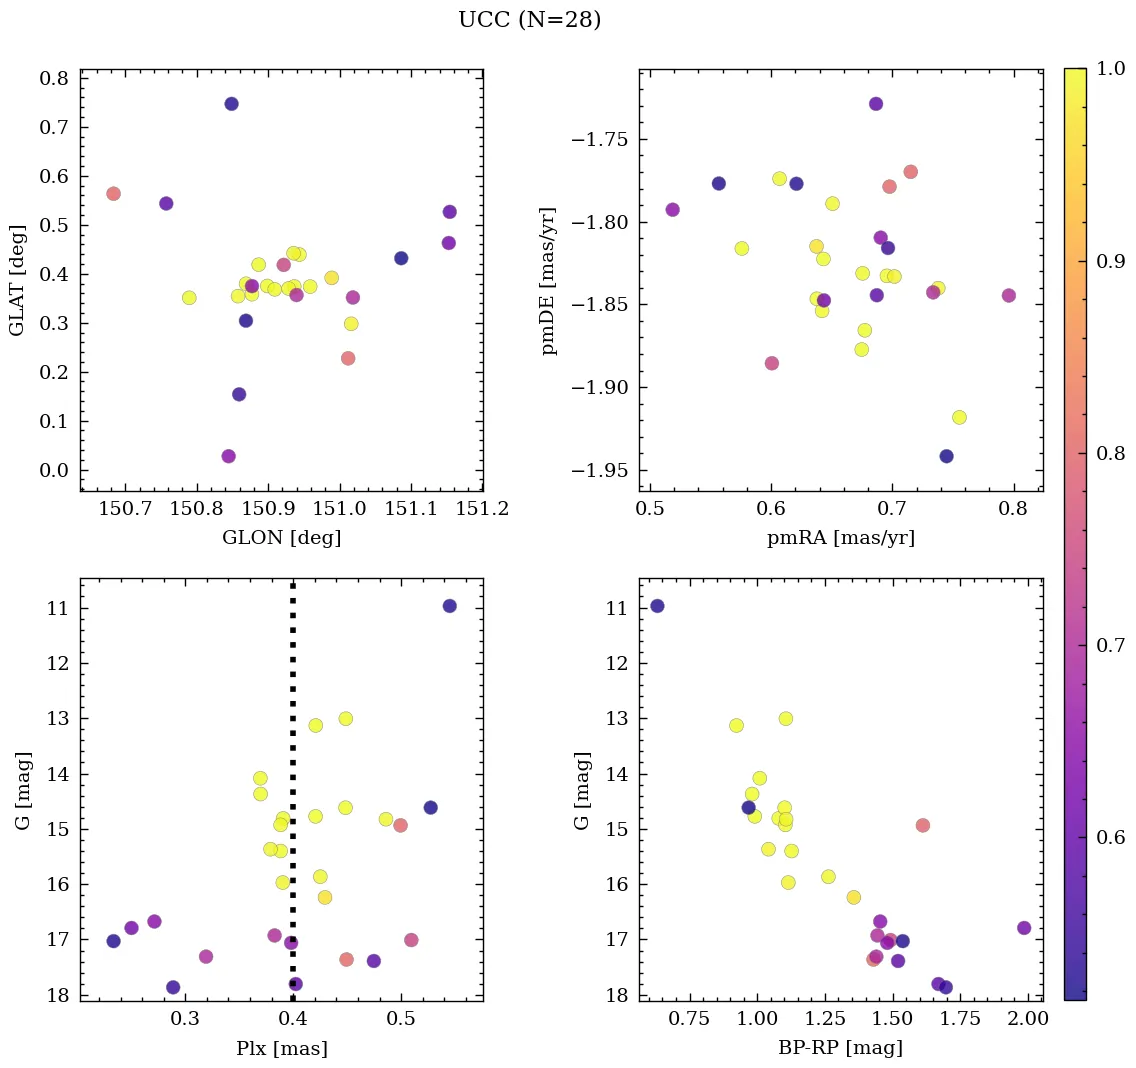 UCC (N=28)
0.8
0.7
0.6
0.5
0.4
0.3
0.2
0.1
0.0
GLAT [deg]
150.7 150.8 150.9 151.0 151.1 151.2
GLON [deg]
−1.75
−1.80
−1.85
−1.90
−1.95
pmDE [mas/yr]
0.5 0.6 0.7 0.8
pmRA [mas/yr]
1.0
0.9
0.8
0.7
0.6
11
12
13
14
15
16
17
18
G [mag]
0.3 0.4 0.5
Plx [mas]
11
12
13
14
15
16
17
18
G [mag]
0.75 1.00 1.25 1.50 1.75 2.00
BP-RP [mag]